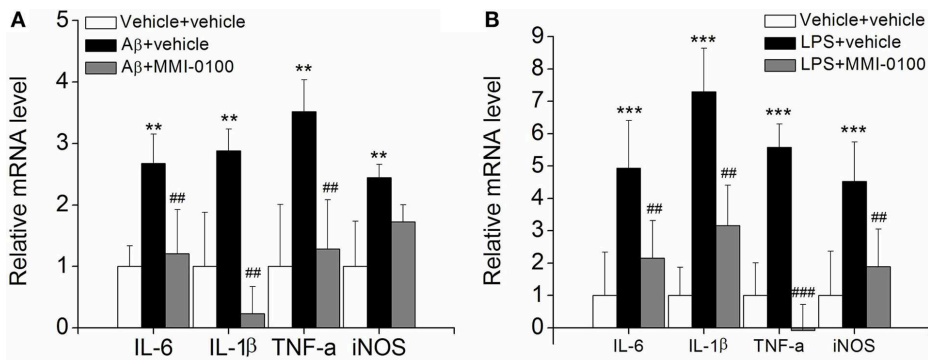 A
Vehicle+vehicle
Aβ+vehicle
Aβ+MMI-0100
Relative mRNA level
5
4
3
2
1
0
**
##
**
##
**
##
**
IL-6 IL-1β TNF-a iNOS
B
Vehicle+vehicle
LPS+vehicle
LPS+MMI-0100
Relative mRNA level
9
8
7
6
5
4
3
2
1
0
***
##
***
##
***
###
***
##
IL-6 IL-1β TNF-a iNOS